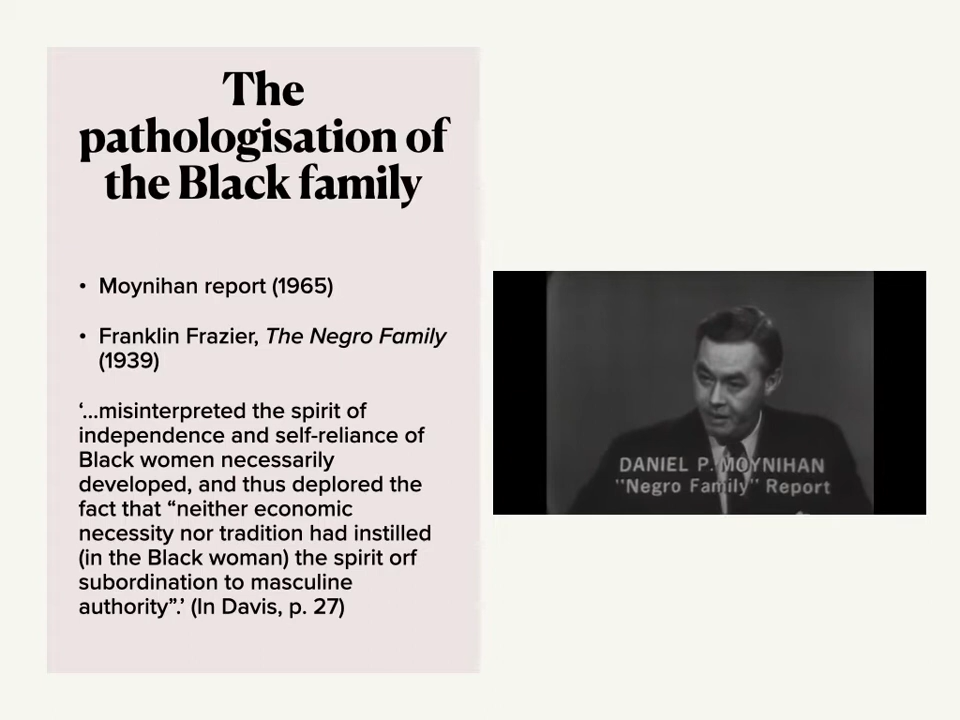 The
pathologisation of
the Black family
• Moynihan report (1965)
• Franklin Frazier, The Negro Family
(1939)
‘...misinterpreted the spirit of
independence and self-reliance of
Black women necessarily
developed, and thus deplored the
fact that “neither economic
necessity nor tradition had instilled
(in the Black woman) the spirit orf
subordination to masculine
authority”.’ (In Davis, p. 27)
DANIEL P. MOYNIHAN
"Negro Family" Report